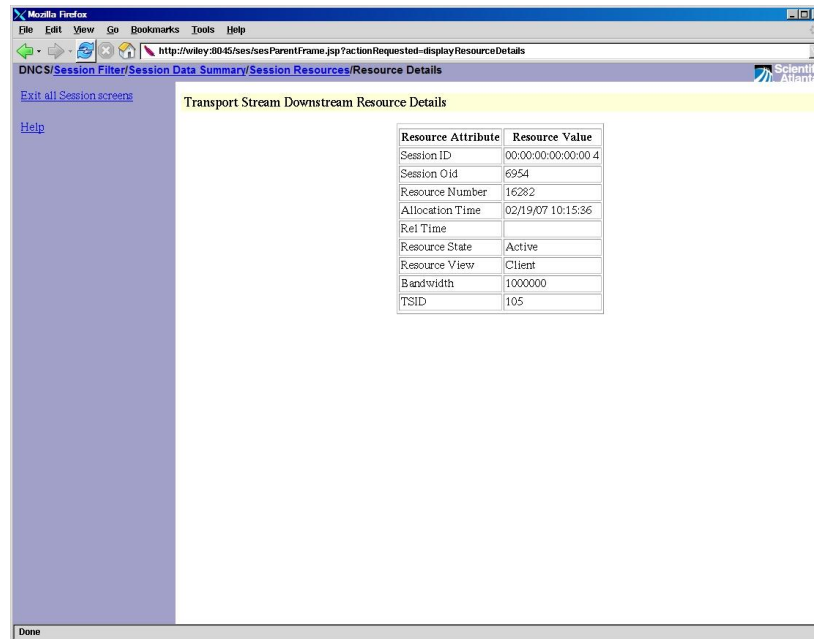 Mozilla Firefox
File Edit View Go Bookmarks Tools Help
http://wiley:8045/ses/sesParentFrame.jsp?actionRequested=displayResourceDetails
DNCS/Session Filter/Session Data Summary/Session Resources/Resource Details
Exit all Session screens
Help
Transport Stream Downstream Resource Details
Resource Attribute Resource Value
Session ID 00:00:00:00:00:00 4
Session Oid 6954
Resource Number 16282
Allocation Time 02/19/07 10:15:36
Rel Time
Resource State Active
Resource View Client
Bandwidth 1000000
TSID 105
Done